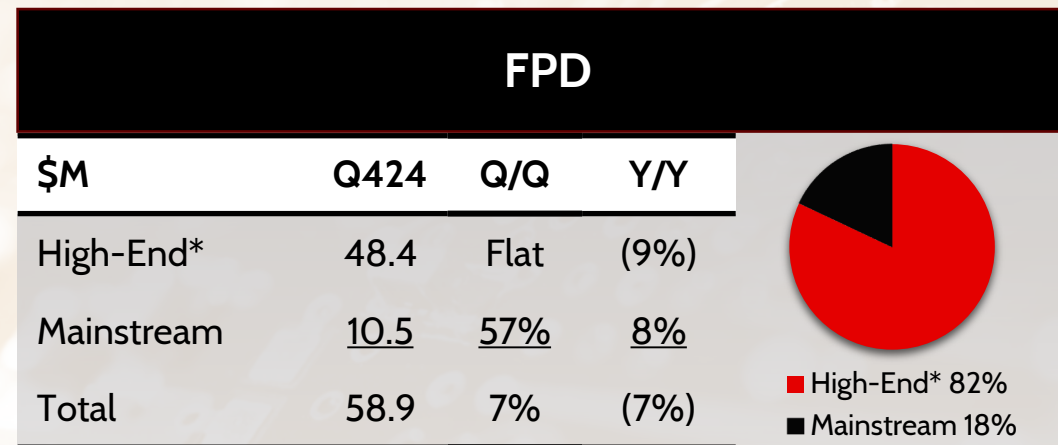 FPD
$M Q424 Q/Q Y/Y
High-End* 48.4 Flat (9%)
Mainstream 10.5 57% 8%
Total 58.9 7% (7%)
High-End* 82%
Mainstream 18%